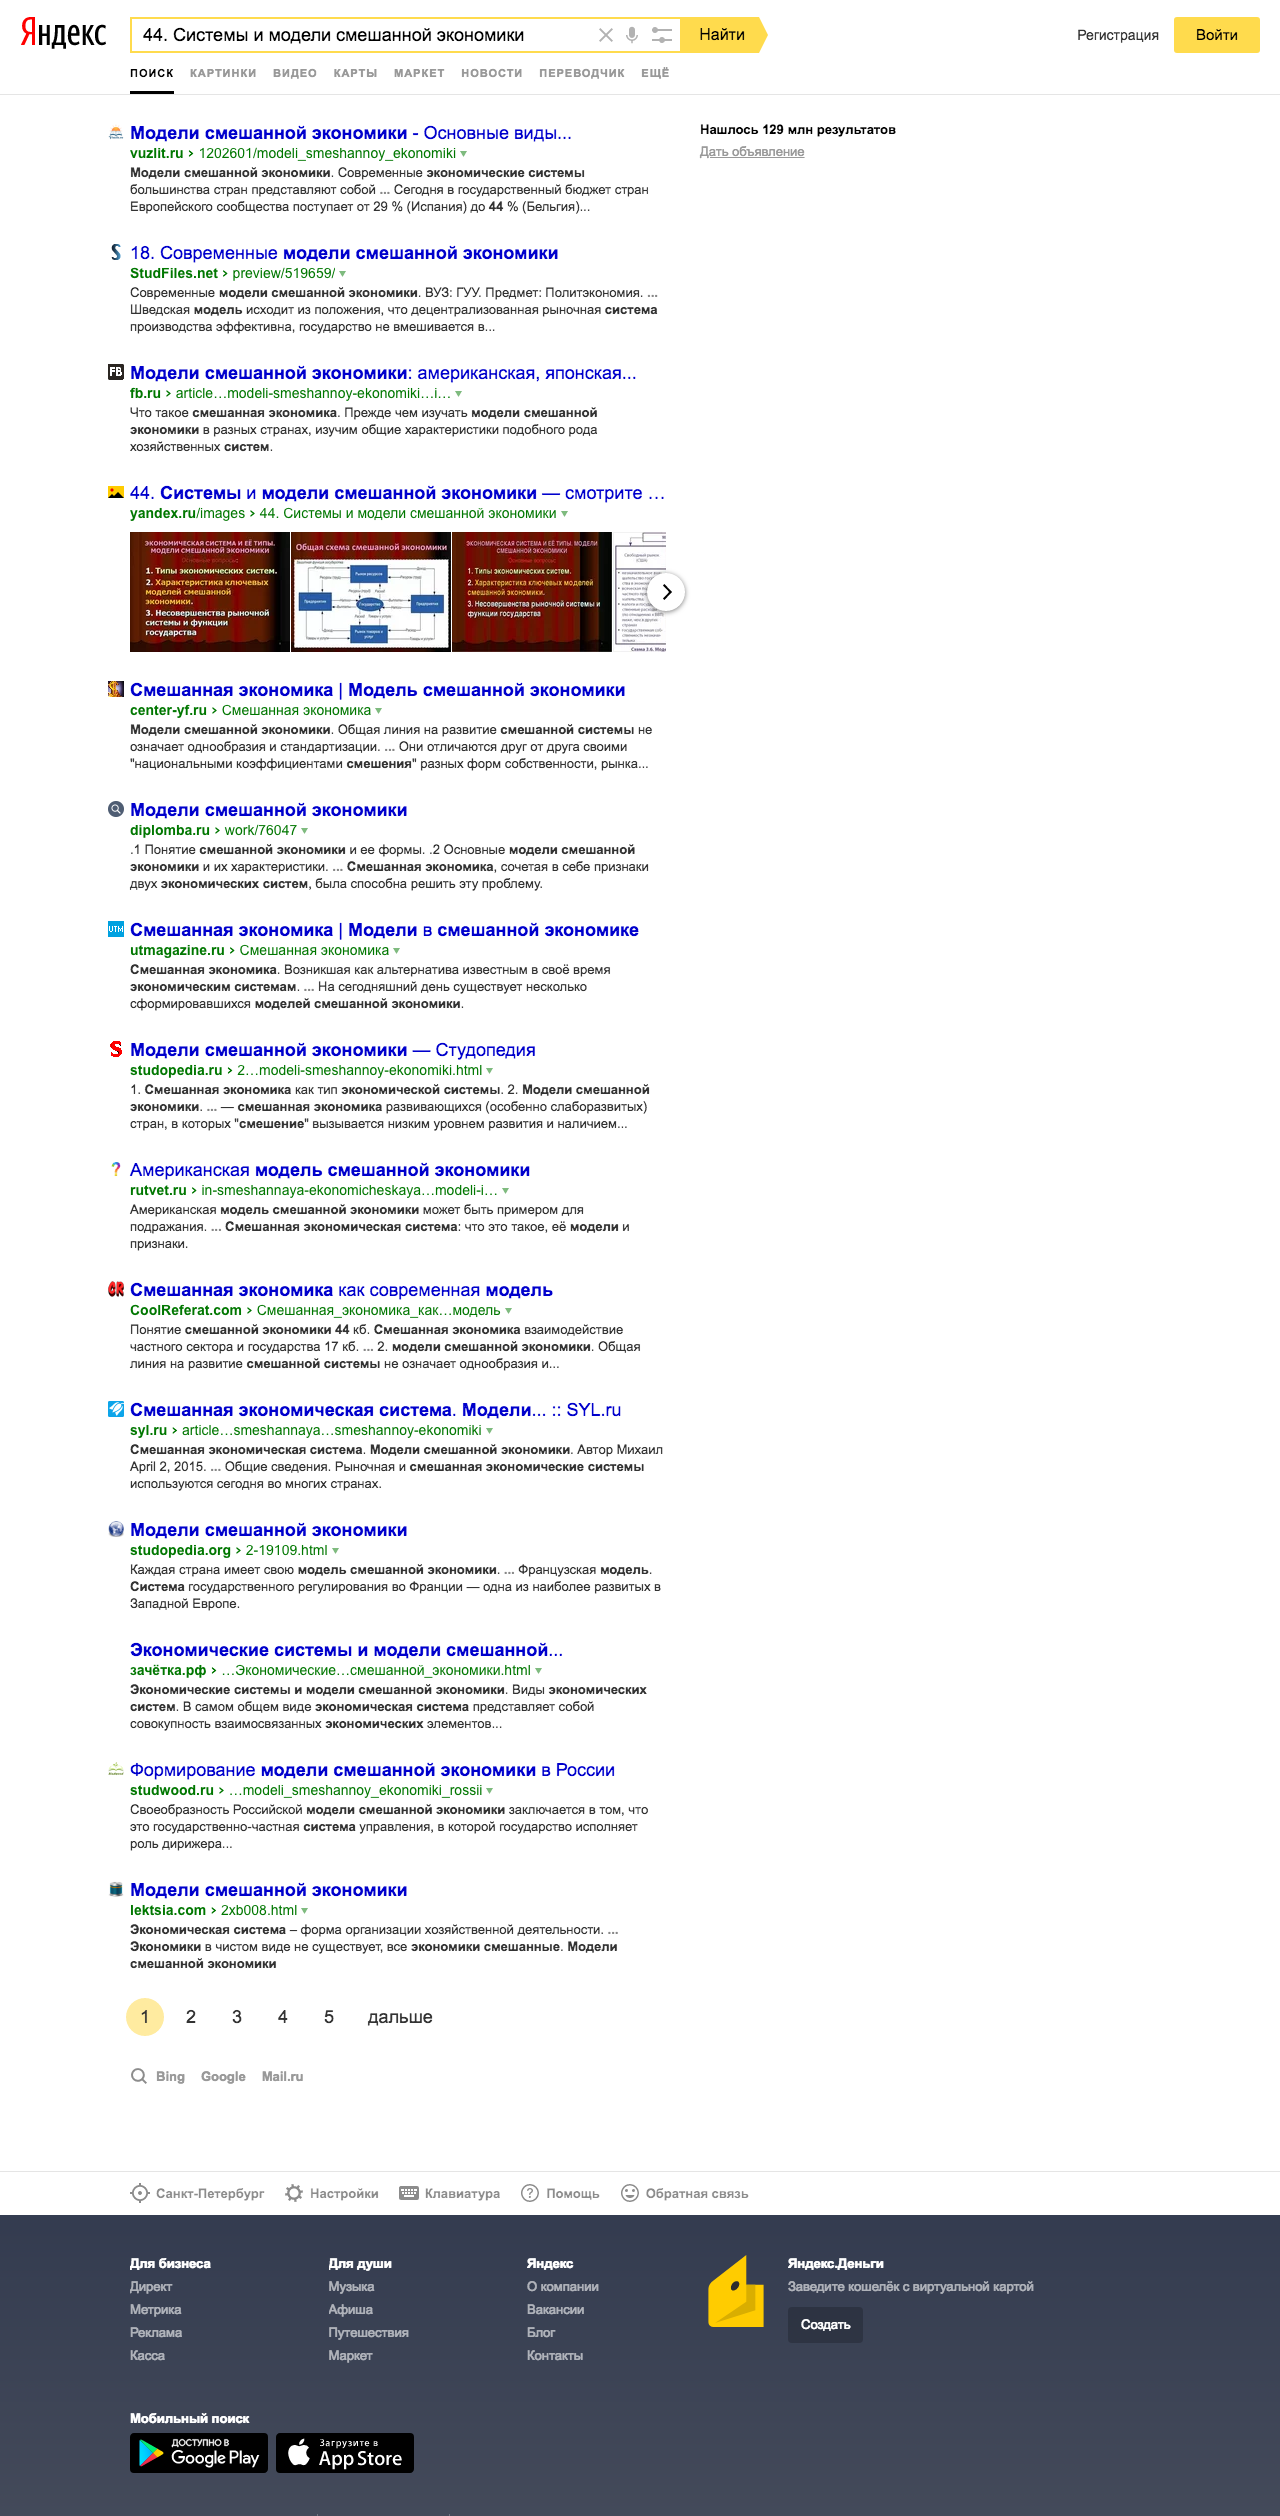 Яндекс
44. Системы и модели смешанной экономики
Найти
Регистрация
Войти
ПОИСК КАРТИНКИ ВИДЕО КАРТЫ МАРКЕТ НОВОСТИ ПЕРЕВОДЧИК ЕЩЁ
Нашлось 129 млн результатов
Дать объявление
Модели смешанной экономики - Основные виды...
vuzlit.ru › 1202601/modeli_smeshannoy_ekonomiki
Модели смешанной экономики. Современные экономические системы
большинства стран представляют собой ... Сегодня в государственный бюджет стран
Европейского сообщества поступает от 29 % (Испания) до 44 % (Бельгия)...
18. Современные модели смешанной экономики
StudFiles.net › preview/519659/
Современные модели смешанной экономики. ВУЗ: ГУУ. Предмет: Политэкономия. ...
Шведская модель исходит из положения, что децентрализованная рыночная система
производства эффективна, государство не вмешивается в...
FB
Модели смешанной экономики: американская, японская...
fb.ru › article…modeli-smeshannoy-ekonomiki…i…
Что такое смешанная экономика. Прежде чем изучать модели смешанной
экономики в разных странах, изучим общие характеристики подобного рода
хозяйственных систем.
44. Системы и модели смешанной экономики — смотрите …
yandex.ru/images › 44. Системы и модели смешанной экономики
ЭКОНОМИЧЕСКАЯ СИСТЕМА И ЕЁ ТИПЫ.
МОДЕЛИ СМЕШАННОЙ ЭКОНОМИКИ
1. Типы экономических систем.
2. Характеристика ключевых
моделей смешанной
экономики.
3. Несовершенства рыночной
системы и функции
государства
Общая схема смешанной экономики
ЭКОНОМИЧЕСКАЯ СИСТЕМА И ЕЁ ТИПЫ. МОДЕЛИ
СМЕШАННОЙ ЭКОНОМИКИ
1. Типы экономических систем.
2. Характеристика ключевых моделей
смешанной экономики.
3. Несовершенства рыночной системы и
функции государства
Смешанная экономика | Модель смешанной экономики
center-yf.ru › Смешанная экономика
Модели смешанной экономики. Общая линия на развитие смешанной системы не
означает однообразия и стандартизации. ... Они отличаются друг от друга своими
"национальными коэффициентами смешения" разных форм собственности, рынка...
Модели смешанной экономики
diplomba.ru › work/76047
.1 Понятие смешанной экономики и ее формы. .2 Основные модели смешанной
экономики и их характеристики. ... Смешанная экономика, сочетая в себе признаки
двух экономических систем, была способна решить эту проблему.
UTM
Смешанная экономика | Модели в смешанной экономике
utmagazine.ru › Смешанная экономика
Смешанная экономика. Возникшая как альтернатива известным в своё время
экономическим системам. ... На сегодняшний день существует несколько
сформировавшихся моделей смешанной экономики.
Модели смешанной экономики — Студопедия
studopedia.ru › 2…modeli-smeshannoy-ekonomiki.html
1. Смешанная экономика как тип экономической системы. 2. Модели смешанной
экономики. ... — смешанная экономика развивающихся (особенно слаборазвитых)
стран, в которых "смешение" вызывается низким уровнем развития и наличием...
Американская модель смешанной экономики
rutvet.ru › in-smeshannaya-ekonomicheskaya…modeli-i…
Американская модель смешанной экономики может быть примером для
подражания. ... Смешанная экономическая система: что это такое, её модели и
признаки.
Смешанная экономика как современная модель
CoolReferat.com › Смешанная_экономика_как…модель
Понятие смешанной экономики 44 кб. Смешанная экономика взаимодействие
частного сектора и государства 17 кб. ... 2. модели смешанной экономики. Общая
линия на развитие смешанной системы не означает однообразия и...
Смешанная экономическая система. Модели... :: SYL.ru
syl.ru › article…smeshannaya…smeshannoy-ekonomiki
Смешанная экономическая система. Модели смешанной экономики. Автор Михаил
April 2, 2015. ... Общие сведения. Рыночная и смешанная экономические системы
используются сегодня во многих странах.
Модели смешанной экономики
studopedia.org › 2-19109.html
Каждая страна имеет свою модель смешанной экономики. ... Французская модель.
Система государственного регулирования во Франции — одна из наиболее развитых в
Западной Европе.
Экономические системы и модели смешанной...
зачётка.рф › …Экономические…смешанной_экономики.html
Экономические системы и модели смешанной экономики. Виды экономических
систем. В самом общем виде экономическая система представляет собой
совокупность взаимосвязанных экономических элементов...
Формирование модели смешанной экономики в России
studwood.ru › …modeli_smeshannoy_ekonomiki_rossii
Своеобразность Российской модели смешанной экономики заключается в том, что
это государственно-частная система управления, в которой государство исполняет
роль дирижера...
Модели смешанной экономики
lektsia.com › 2xb008.html
Экономическая система – форма организации хозяйственной деятельности. ...
Экономики в чистом виде не существует, все экономики смешанные. Модели
смешанной экономики
1 2 3 4 5 дальше
Bing Google Mail.ru
Санкт-Петербург Настройки Клавиатура Помощь Обратная связь
Для бизнеса
Директ
Метрика
Реклама
Касса
Для души
Музыка
Афиша
Путешествия
Маркет
Яндекс
О компании
Вакансии
Блог
Контакты
Яндекс.Деньги
Заведите кошелёк с виртуальной картой
Создать
Мобильный поиск
ДОСТУПНО В
Google Play
Загрузите в
App Store